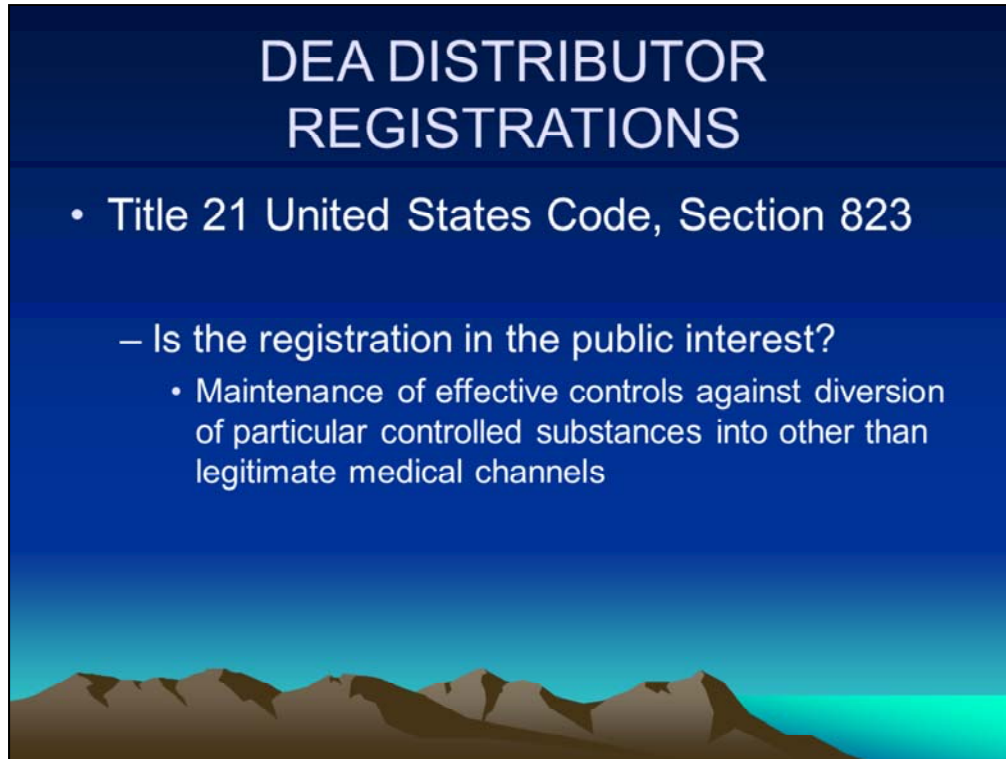 DEA DISTRIBUTOR
REGISTRATIONS
• Title 21 United States Code, Section 823
– Is the registration in the public interest?
• Maintenance of effective controls against diversion
of particular controlled substances into other than
legitimate medical channels